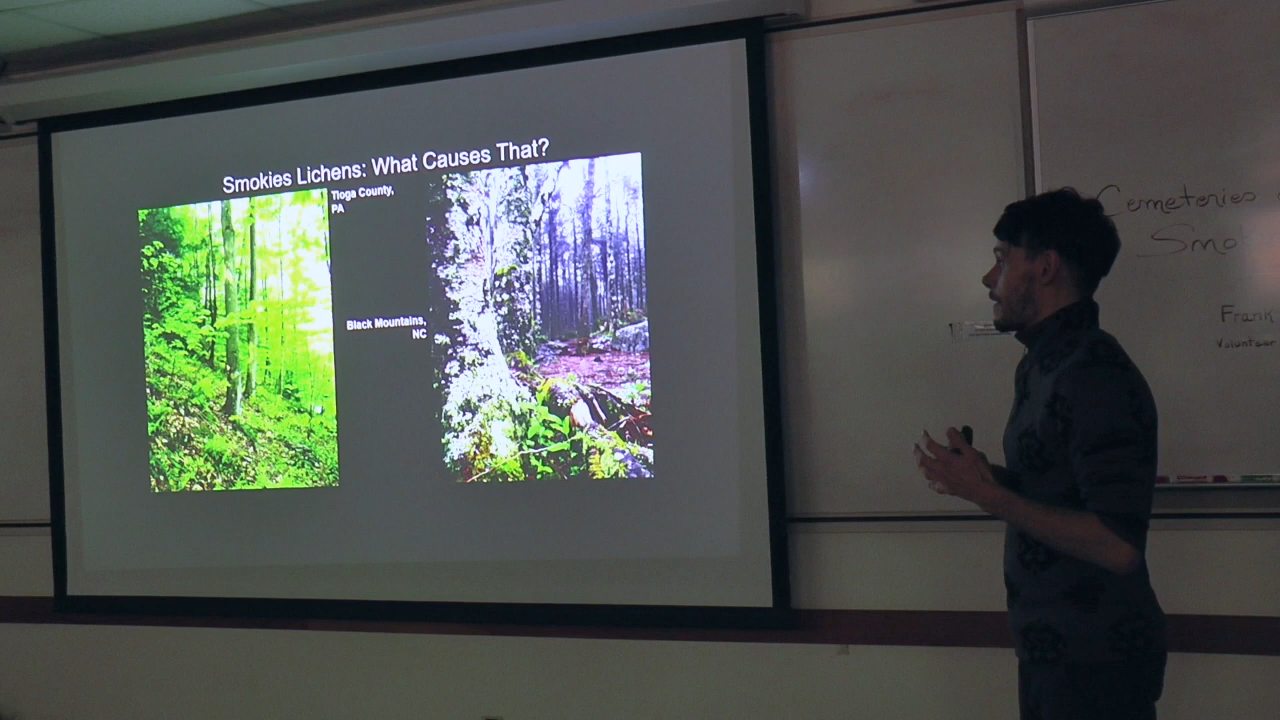 Smokies Lichens: What Causes That?
Tioga County,
PA
Black Mountains,
NC
Cemeteries
Smo
Frank
Volunteer